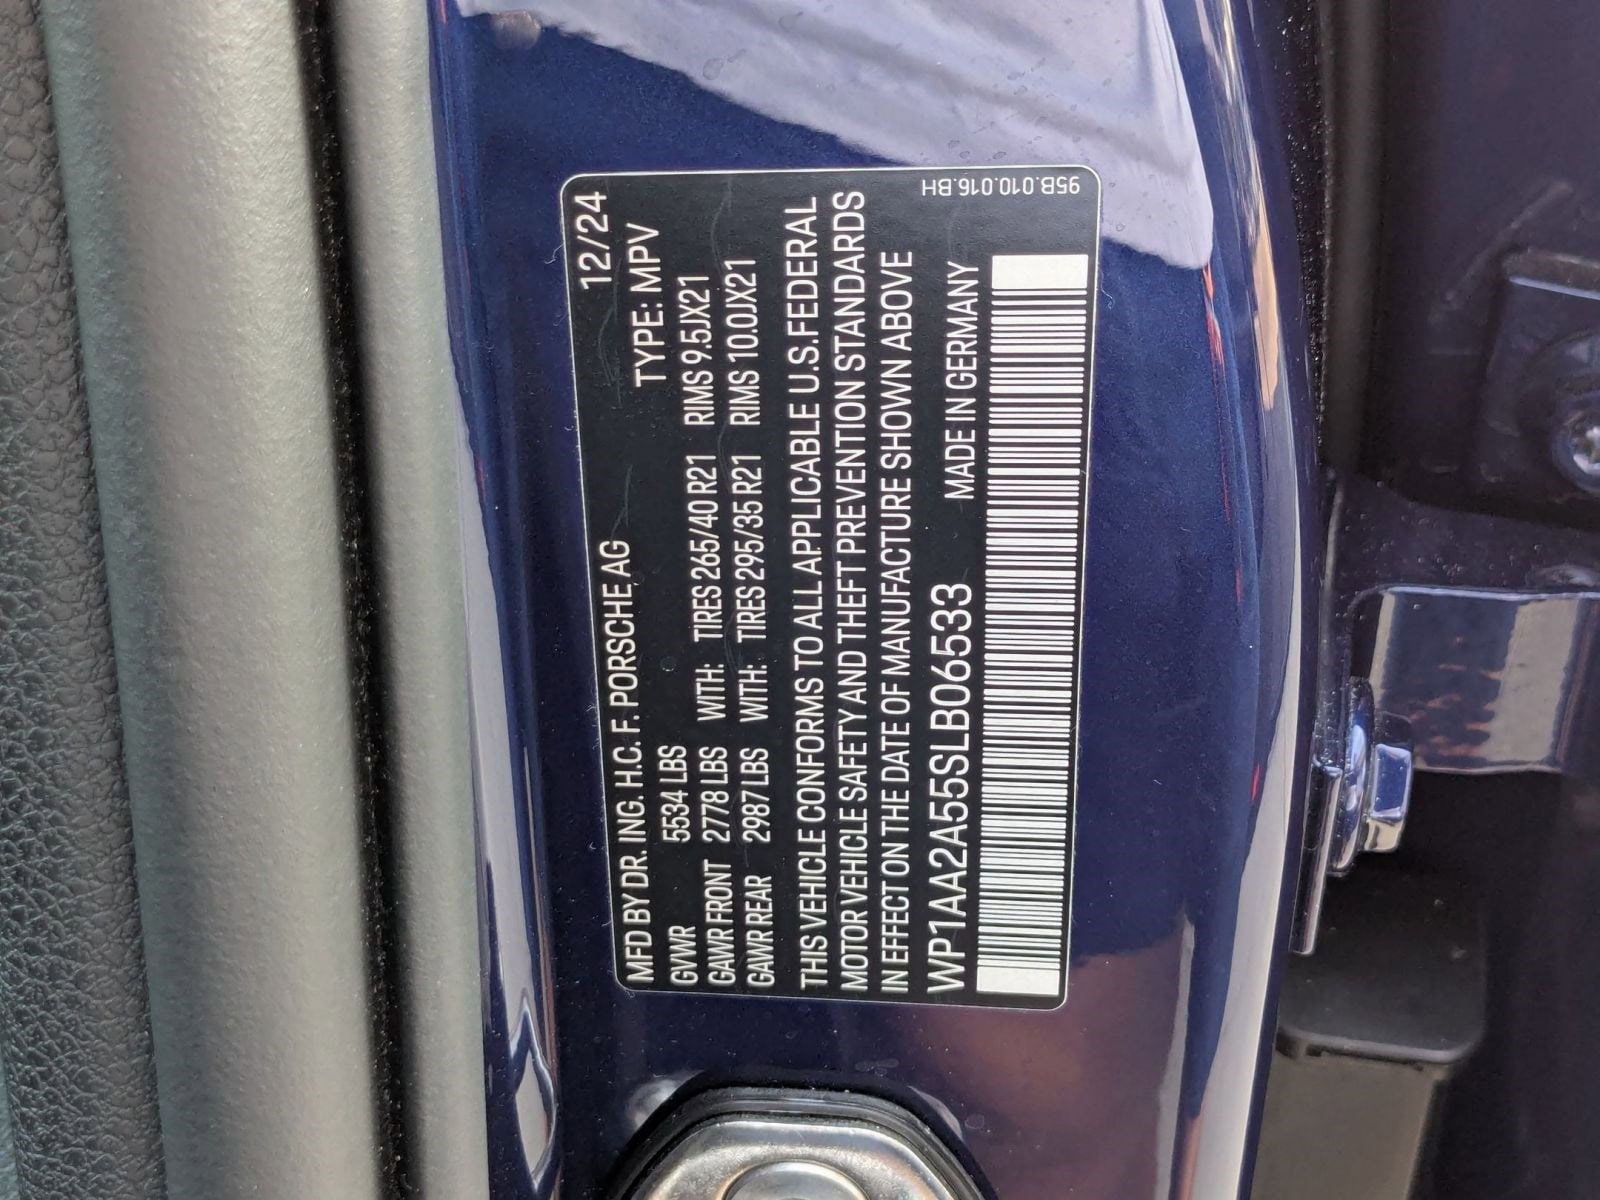 12/24
MFD BY DR. ING. H.C. F. PORSCHE, AG TYPE: MPV
GVWR 5534 LBS
GAWR FRONT 2778 LBS WITH: TIRES 265/40 R21 RIMS 9.5JX21
GAWR REAR 2987 LBS WITH: TIRES 295/35 R21 RIMS 10.0JX21
THIS VEHICLE CONFORMS TO ALL APPLICABLE U.S. FEDERAL
MOTOR VEHICLE SAFETY AND THEFT PREVENTION STANDARDS
IN EFFECT ON THE DATE OF MANUFACTURE SHOWN ABOVE
WP1AA2A55SLB06533 MADE IN GERMANY
95B.010.016.BH